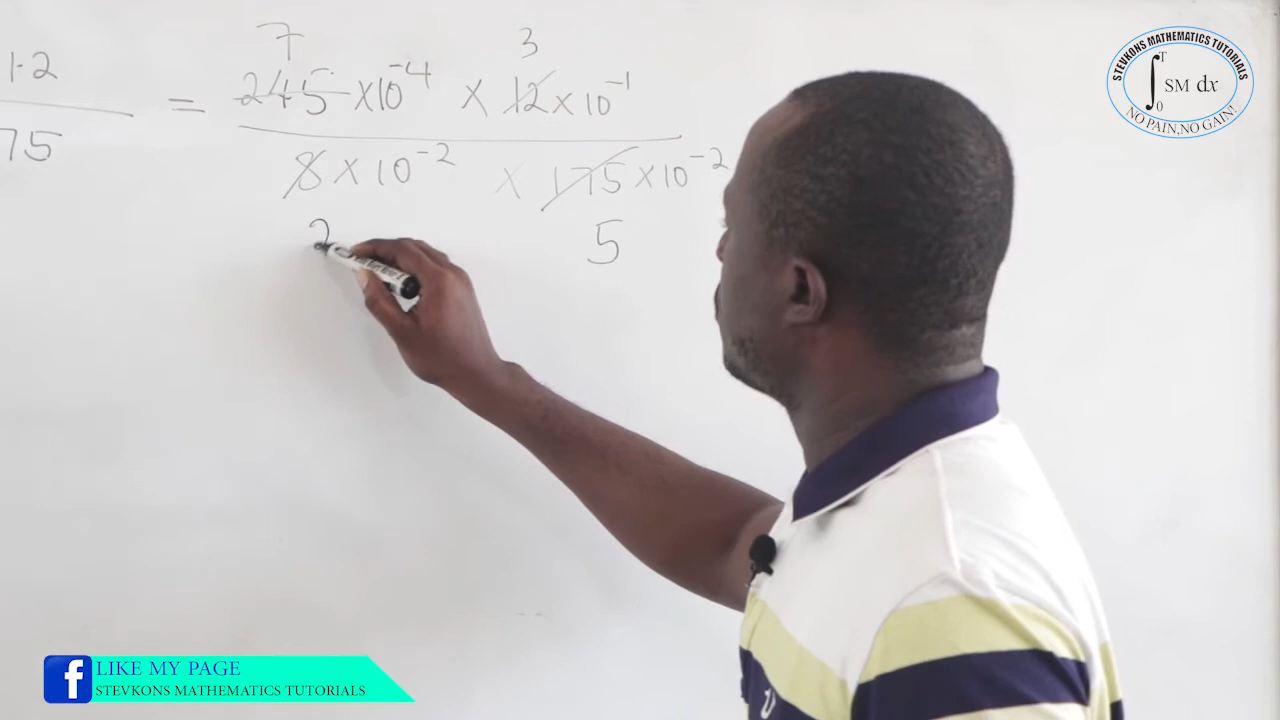 7 3
1.2 = 245 × 10⁻⁴ × 12 × 10⁻¹
75 8 × 10⁻² × 175 × 10⁻²
2 5
STEVKONS MATHEMATICS TUTORIALS
∫₀ᵀ SM dx
NO PAIN,NO GAIN!
LIKE MY PAGE
STEVKONS MATHEMATICS TUTORIALS